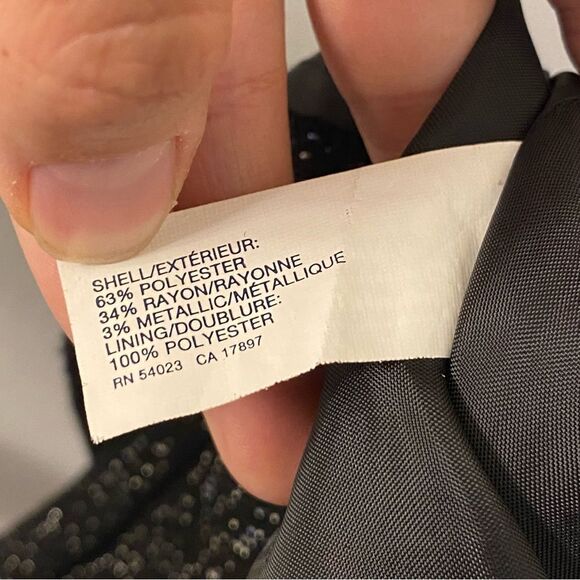 SHELL/EXTÉRIEUR:
63% POLYESTER
34% RAYON/RAYONNE
3% METALLIC/MÉTALLIQUE
LINING/DOUBLURE:
100% POLYESTER
RN 54023 CA 17897